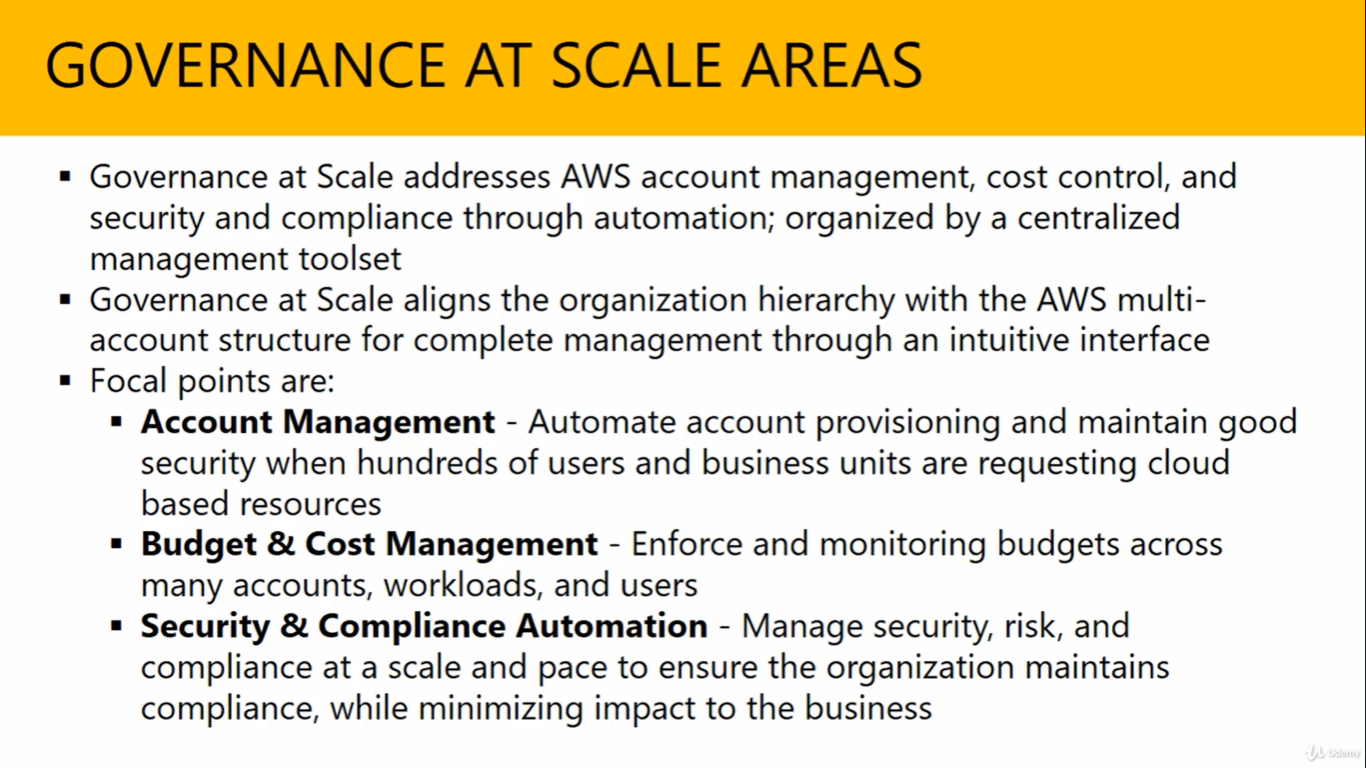 GOVERNANCE AT SCALE AREAS
▪ Governance at Scale addresses AWS account management, cost control, and
security and compliance through automation; organized by a centralized
management toolset
▪ Governance at Scale aligns the organization hierarchy with the AWS multi-
account structure for complete management through an intuitive interface
▪ Focal points are:
▪ Account Management - Automate account provisioning and maintain good
security when hundreds of users and business units are requesting cloud
based resources
▪ Budget & Cost Management - Enforce and monitoring budgets across
many accounts, workloads, and users
▪ Security & Compliance Automation - Manage security, risk, and
compliance at a scale and pace to ensure the organization maintains
compliance, while minimizing impact to the business
Udemy